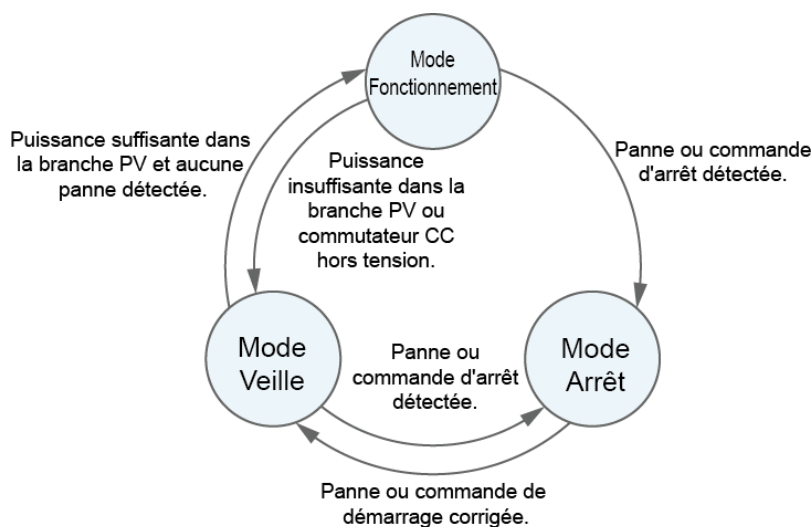 Mode
Fonctionnement
Puissance suffisante dans
la branche PV et aucune
panne détectée.
Puissance
insuffisante dans la
branche PV ou
commutateur CC
hors tension.
Panne ou commande
d'arrêt détectée.
Mode
Veille
Panne ou
commande d'arrêt
détectée.
Mode
Arrêt
Panne ou commande de
démarrage corrigée.